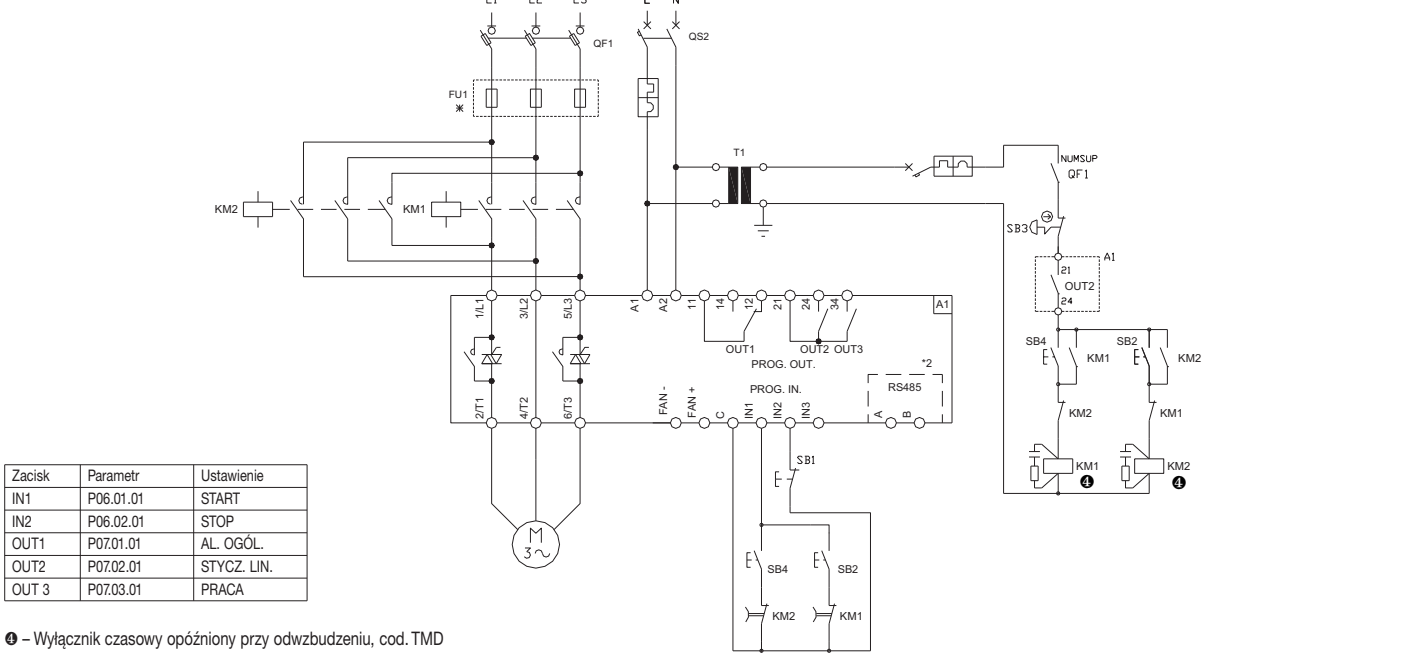 QF1
QS2
FU1
T1
NUMSUP
QF1
KM2
KM1
SB3
A1
21
OUT2
24
1/L1
3/L2
5/L3
A1
A2
11
14
12
21
24
34
A1
OUT1
OUT2
OUT3
PROG. OUT.
SB4
KM1
SB2
KM2
*2
RS485
PROG. IN.
2/T1
4/T2
6/T3
FAN -
FAN +
C
IN1
IN2
IN3
A
B
KM2
KM1
SB1
KM1
KM2
4
4
M
3~
SB4
SB2
KM2
KM1
Zacisk Parametr Ustawienie
IN1 P06.01.01 START
IN2 P06.02.01 STOP
OUT1 P07.01.01 AL. OGÓL.
OUT2 P07.02.01 STYCZ. LIN.
OUT 3 P07.03.01 PRACA
❹ – Wyłącznik czasowy opóźniony przy odwzbudzeniu, cod. TMD